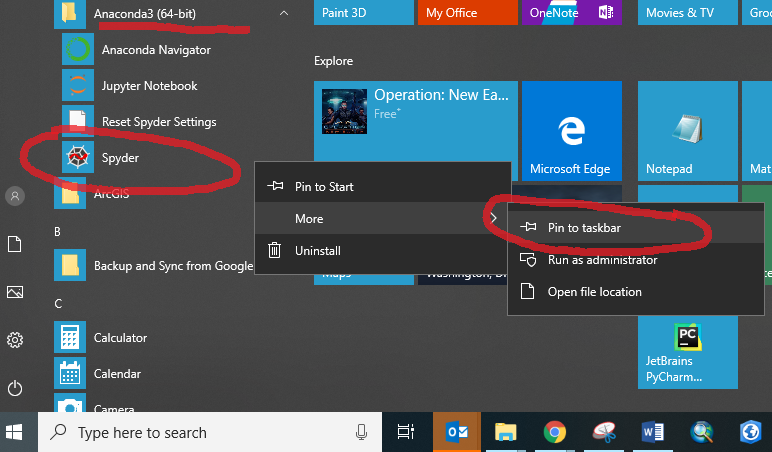 Anaconda3 (64-bit)
Anaconda Navigator
Jupyter Notebook
Reset Spyder Settings
Spyder
ArcGIS
B
Backup and Sync from Google
C
Calculator
Calendar
Camera
Paint 3D
My Office
OneNote
N
Movies & TV
Groo
Explore
Operation: New Ea...
Free+
Microsoft Edge
Notepad
Mat
Pin to Start
More
Uninstall
Maps
Washington, D
Pin to taskbar
Run as administrator
Open file location
PC
JetBrains
PyCharm...
Type here to search